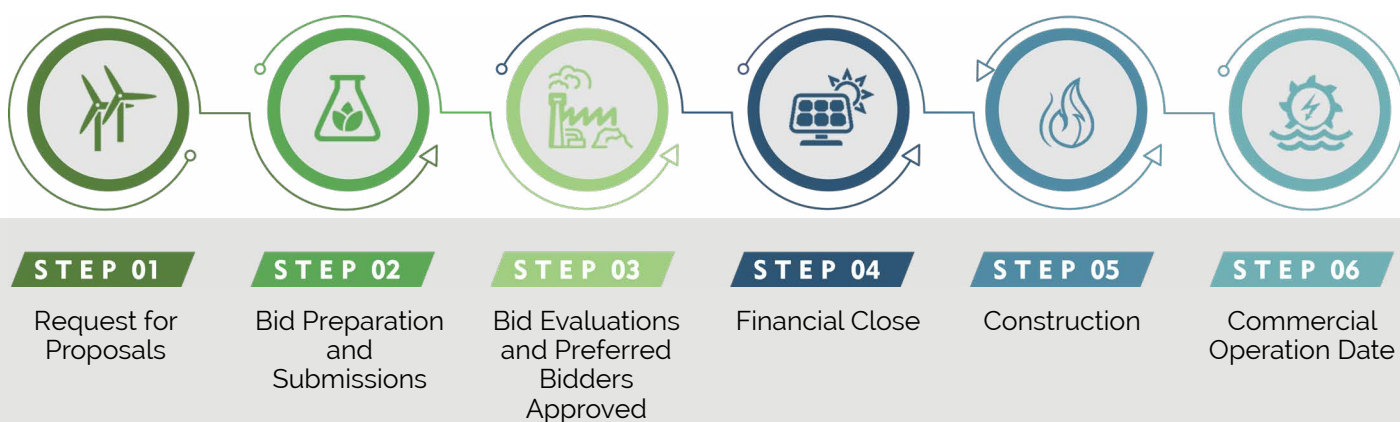 STEP 01
Request for
Proposals
STEP 02
Bid Preparation
and
Submissions
STEP 03
Bid Evaluations
and Preferred
Bidders
Approved
STEP 04
Financial Close
STEP 05
Construction
STEP 06
Commercial
Operation Date